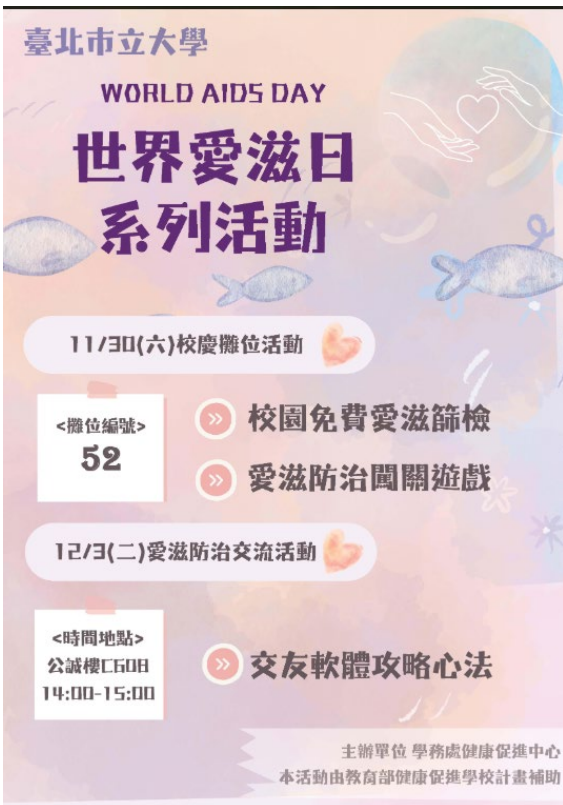 臺北市立大學
WORLD AIDS DAY
世界愛滋日
系列活動
11/30(六)校慶攤位活動
<攤位編號>
52
校園免費愛滋篩檢
愛滋防治闖關遊戲
12/3(二)愛滋防治交流活動
<時間地點>
公誠樓C508
14:00-15:00
交友軟體攻略心法
主辦單位 學務處健康促進中心
本活動由教育部健康促進學校計畫補助